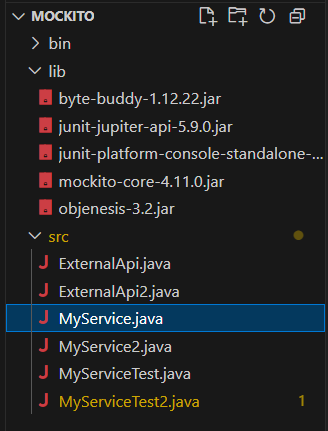 MOCKITO
bin
lib
byte-buddy-1.12.22.jar
junit-jupiter-api-5.9.0.jar
junit-platform-console-standalone-...
mockito-core-4.11.0.jar
objenesis-3.2.jar
src
J ExternalApi.java
J ExternalApi2.java
J MyService.java
J MyService2.java
J MyServiceTest.java
J MyServiceTest2.java 1